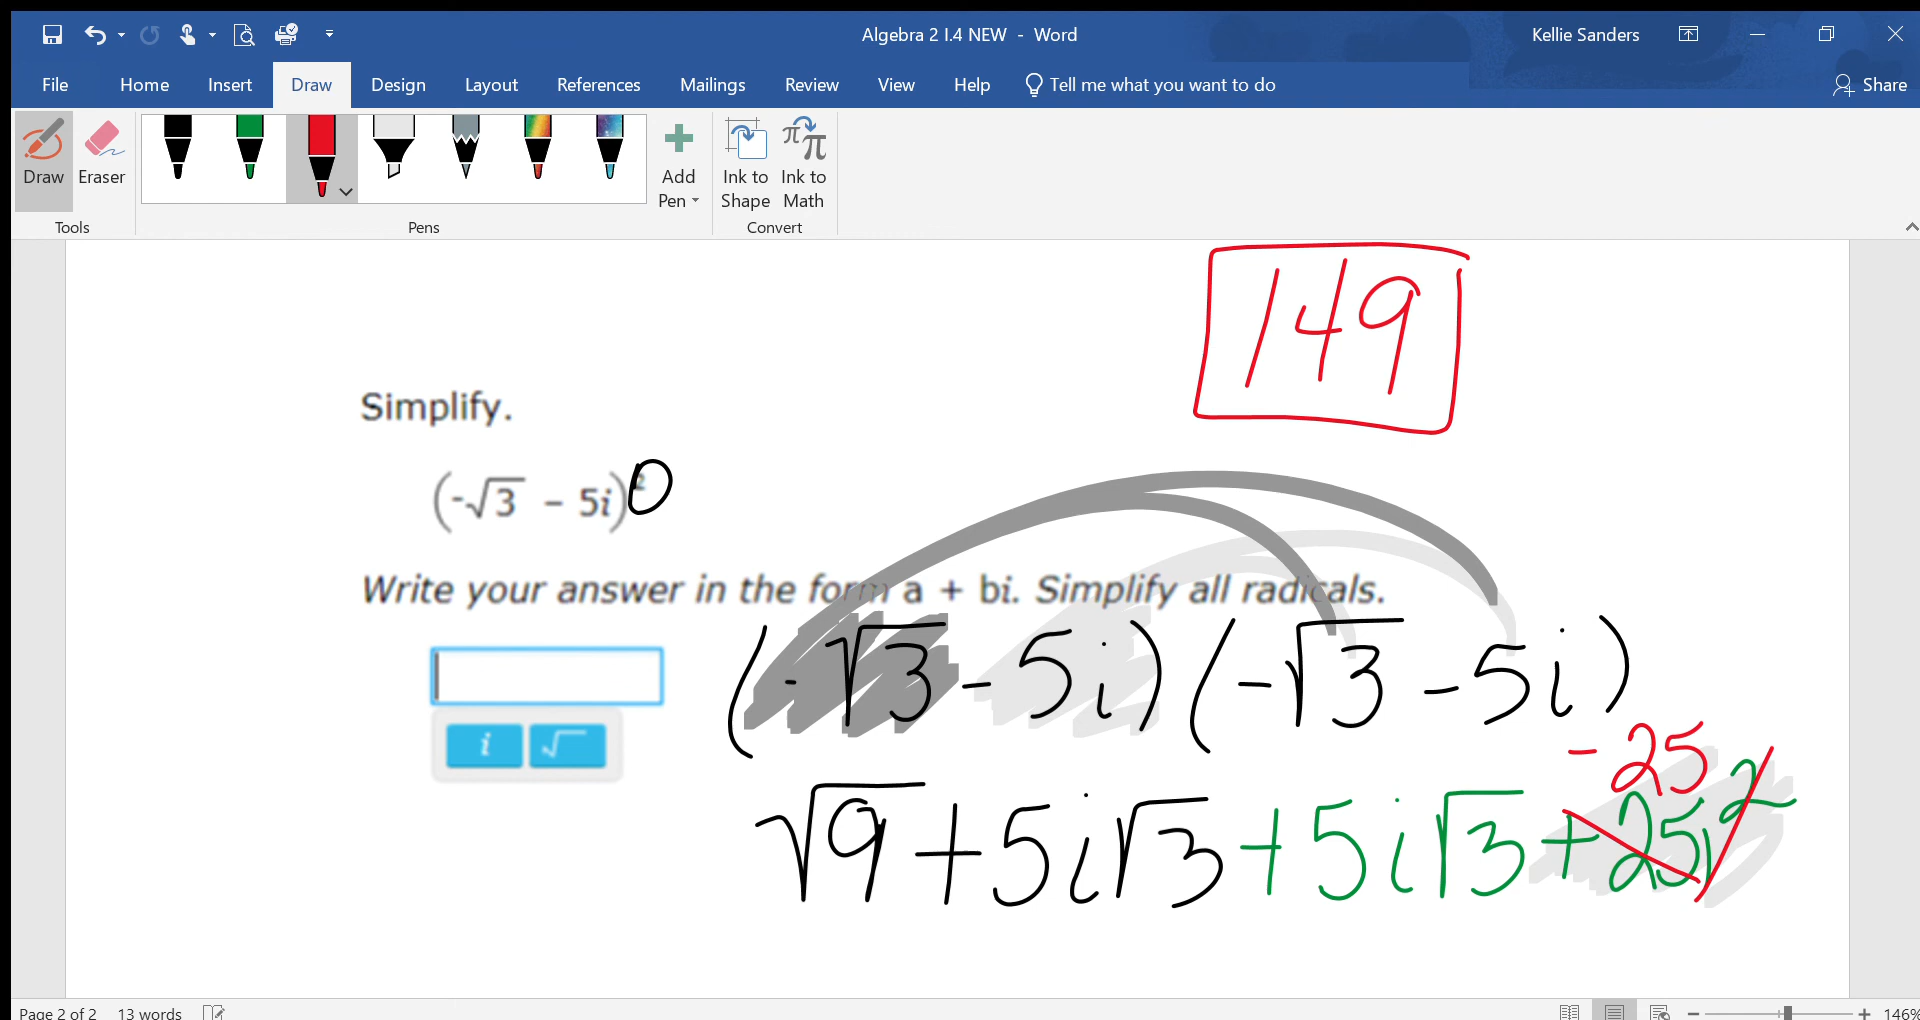 Algebra 2 I.4 NEW - Word
Kellie Sanders
File Home Insert Draw Design Layout References Mailings Review View Help Tell me what you want to do Share
Draw Eraser Add Pen Ink to Shape Ink to Math
Tools Pens Convert
149
Simplify.
(-√3 - 5i)²
Write your answer in the form a + bi. Simplify all radicals.
(-√3 - 5i)(-√3 - 5i)
i √
-25
√9 + 5i√3 + 5i√3 + 25i²
Page 2 of 2 13 words 146%